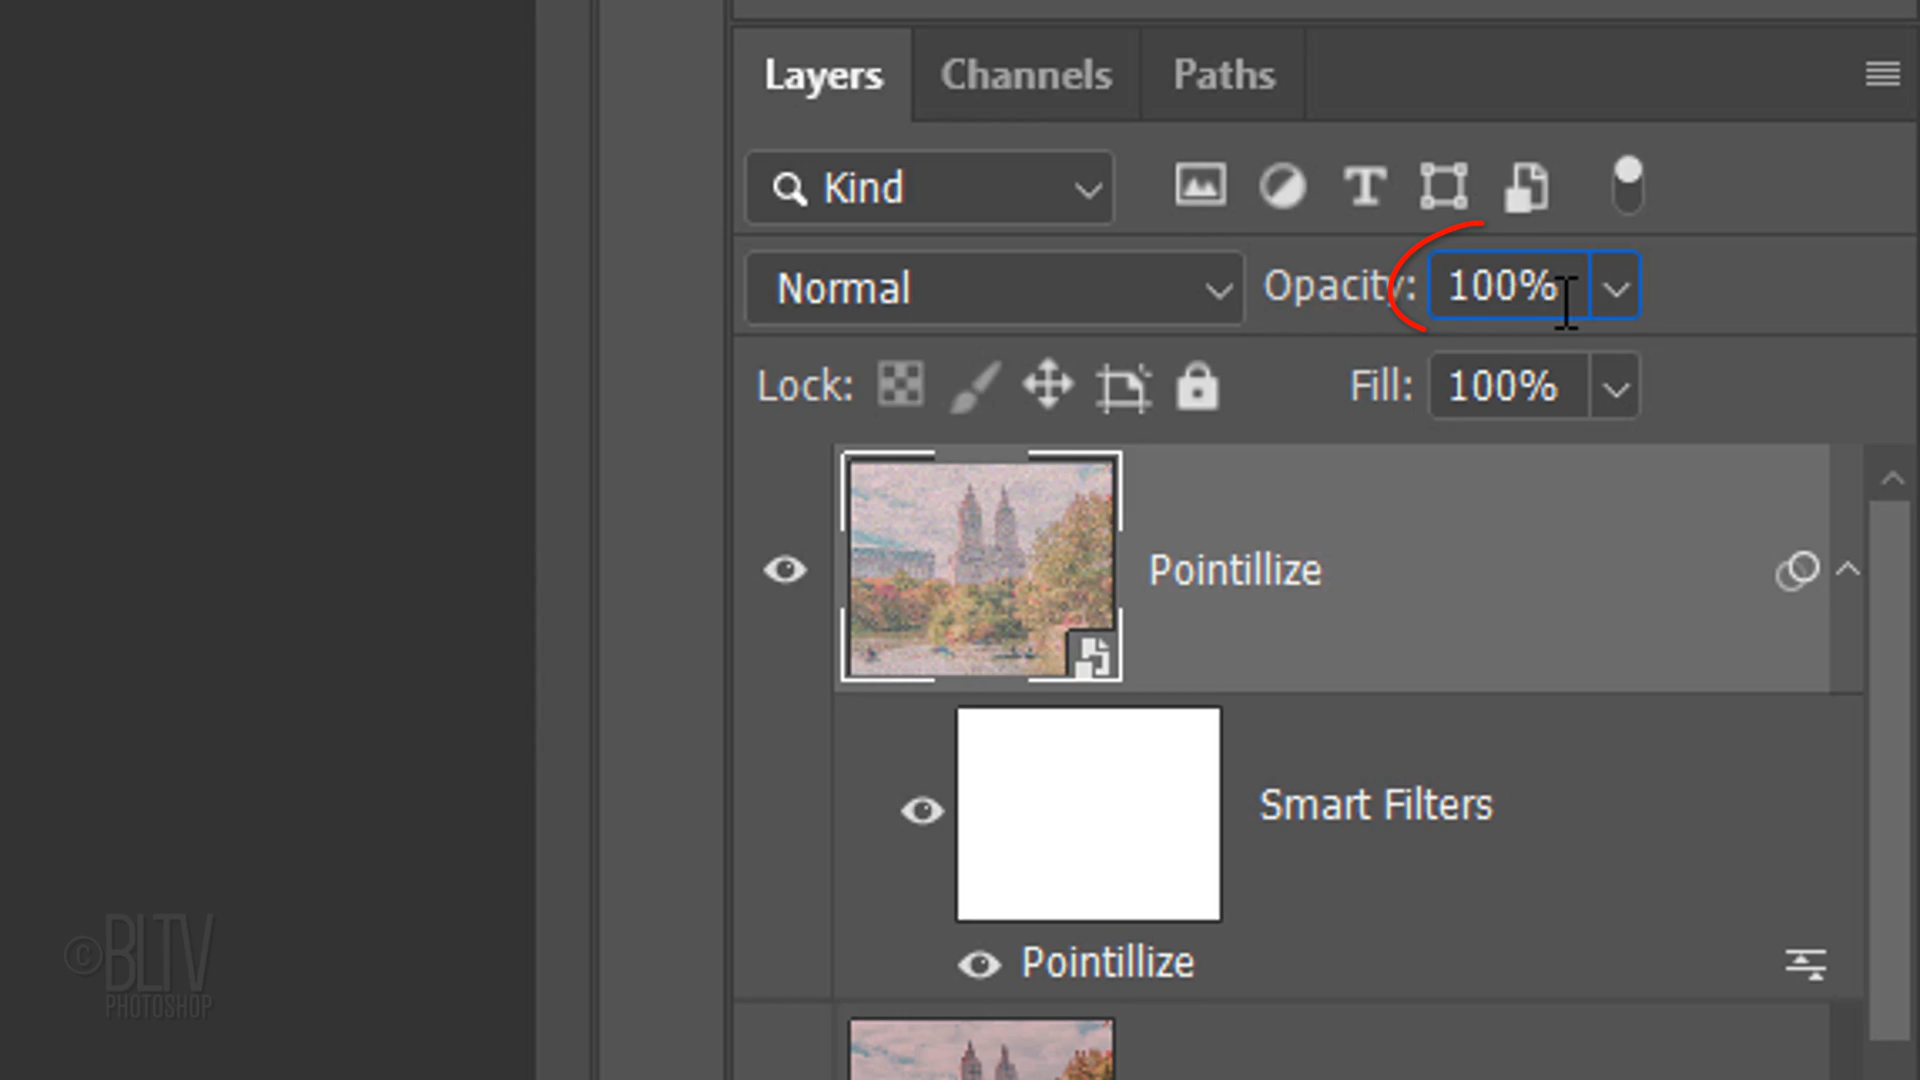 Layers Channels Paths
Kind
Normal Opacity: 100%
Lock: Fill: 100%
Pointillize
Smart Filters
Pointillize
©BLTV
PHOTOSHOP